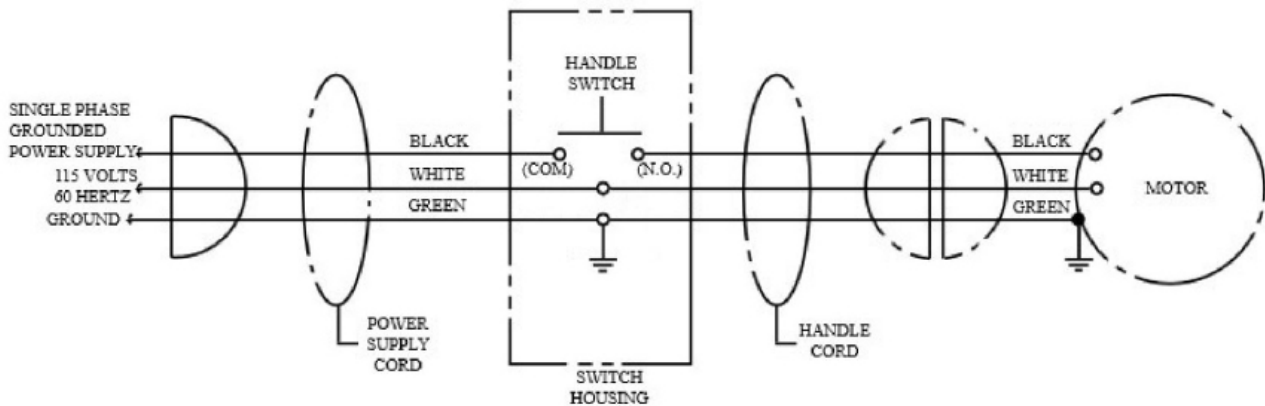 HANDLE
SWITCH
SINGLE PHASE
GROUNDED
POWER SUPPLY
115 VOLTS
60 HERTZ
GROUND
BLACK
WHITE
GREEN
(COM)
(N.O.)
BLACK
WHITE
GREEN
MOTOR
POWER
SUPPLY
CORD
SWITCH
HOUSING
HANDLE
CORD